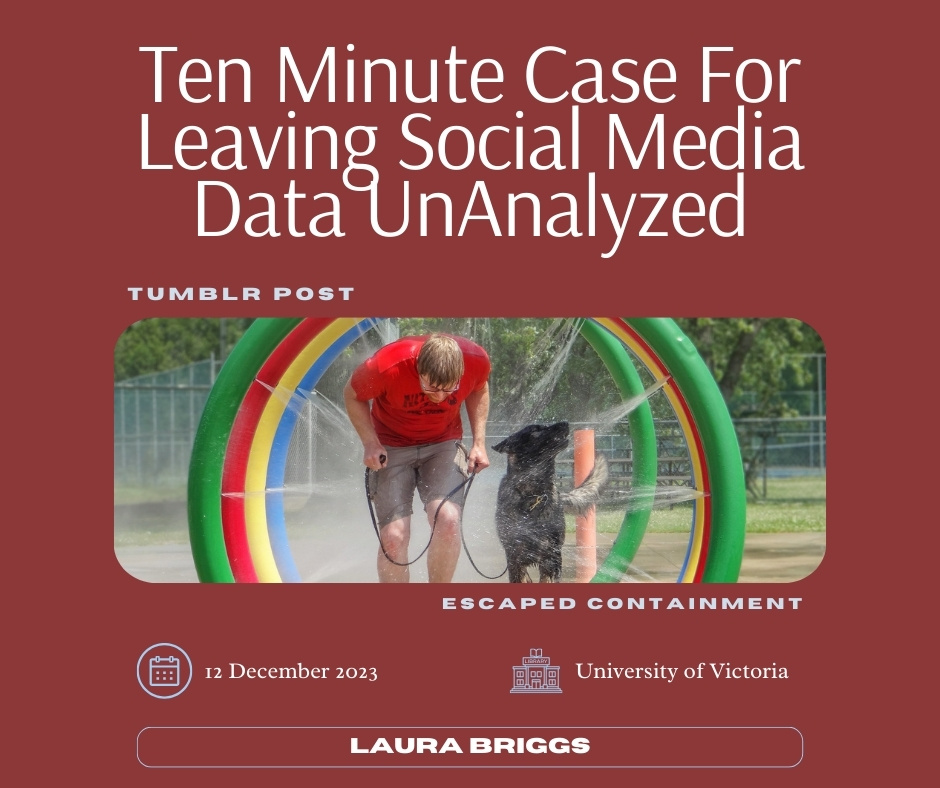 Ten Minute Case For
Leaving Social Media
Data UnAnalyzed
TUMBLR POST
ESCAPED CONTAINMENT
12 December 2023
LIBRARY
University of Victoria
LAURA BRIGGS